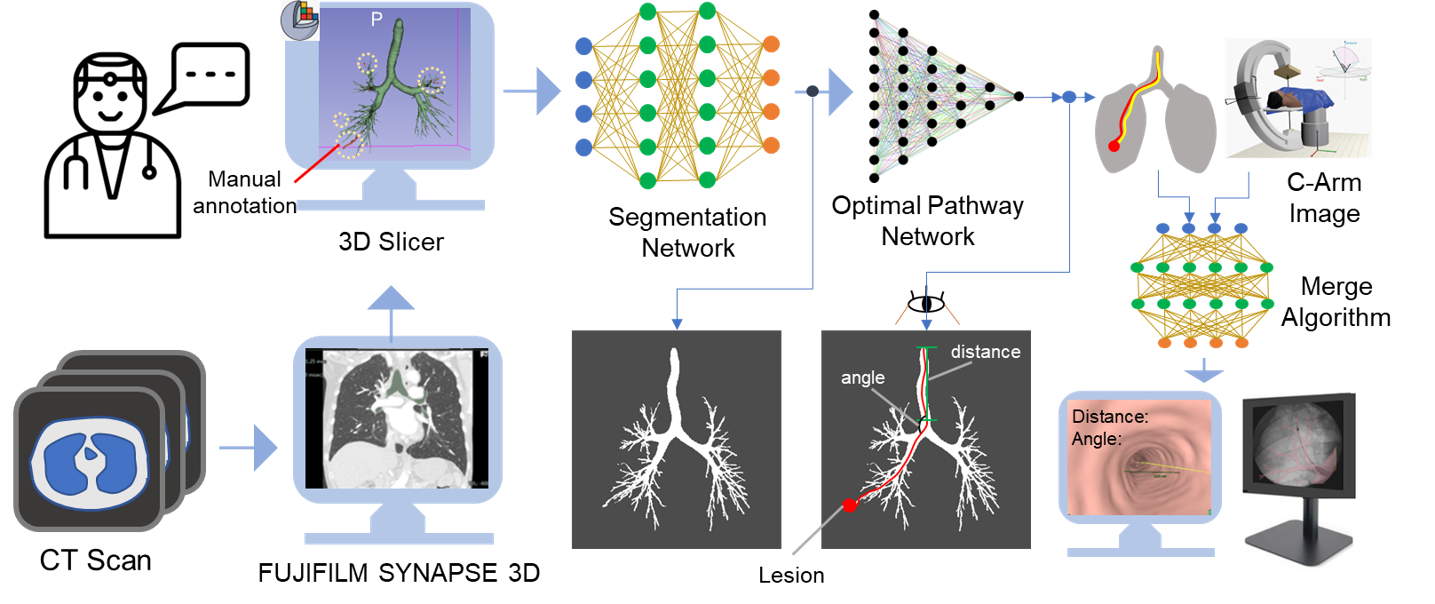 P
Manual
annotation
3D Slicer
Segmentation
Network
Optimal Pathway
Network
C-Arm
Image
Merge
Algorithm
distance
angle
Distance:
Angle:
CT Scan
FUJIFILM SYNAPSE 3D
Lesion